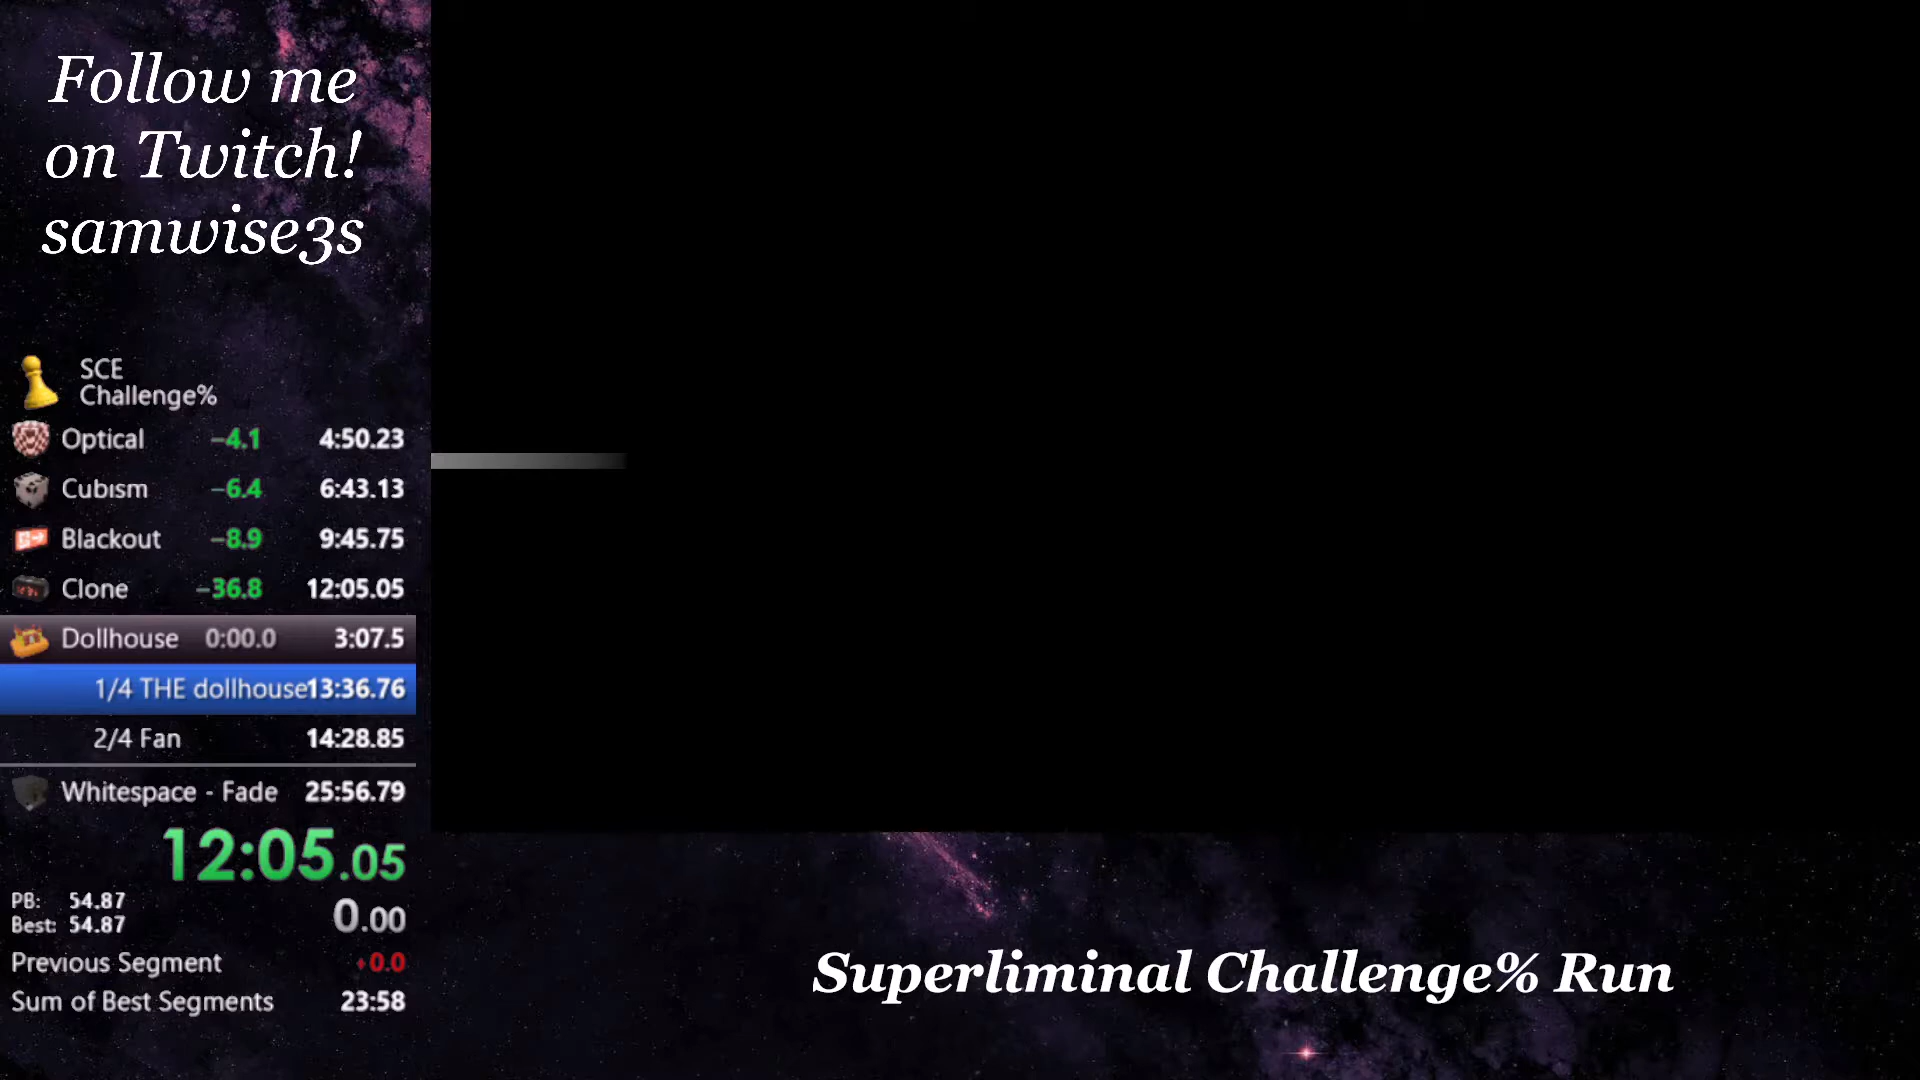 Follow me
on Twitch!
samwise3s
SCE
Challenge%
Optical −4.1 4:50.23
Cubism −6.4 6:43.13
Blackout −8.9 9:45.75
Clone −36.8 12:05.05
Dollhouse 0:00.0 3:07.5
1/4 THE dollhouse 13:36.76
2/4 Fan 14:28.85
Whitespace - Fade 25:56.79
12:05.05
PB: 54.87
Best: 54.87
0.00
Previous Segment +0.0
Sum of Best Segments 23:58
Superliminal Challenge% Run